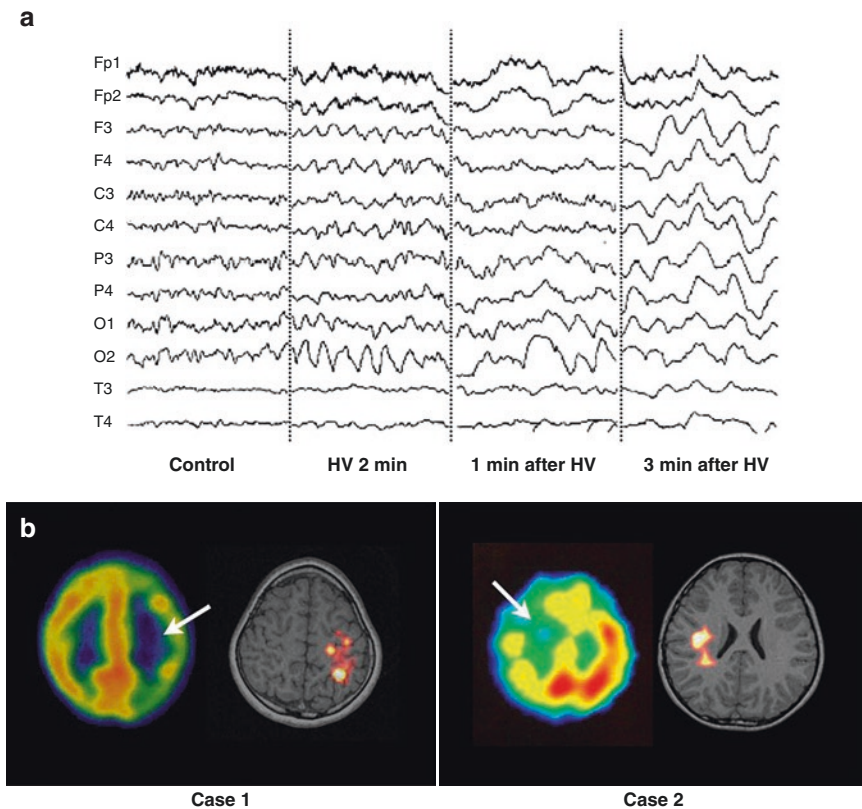 a
Fp1
Fp2
F3
F4
C3
C4
P3
P4
O1
O2
T3
T4
Control HV 2 min 1 min after HV 3 min after HV
b
Case 1 Case 2